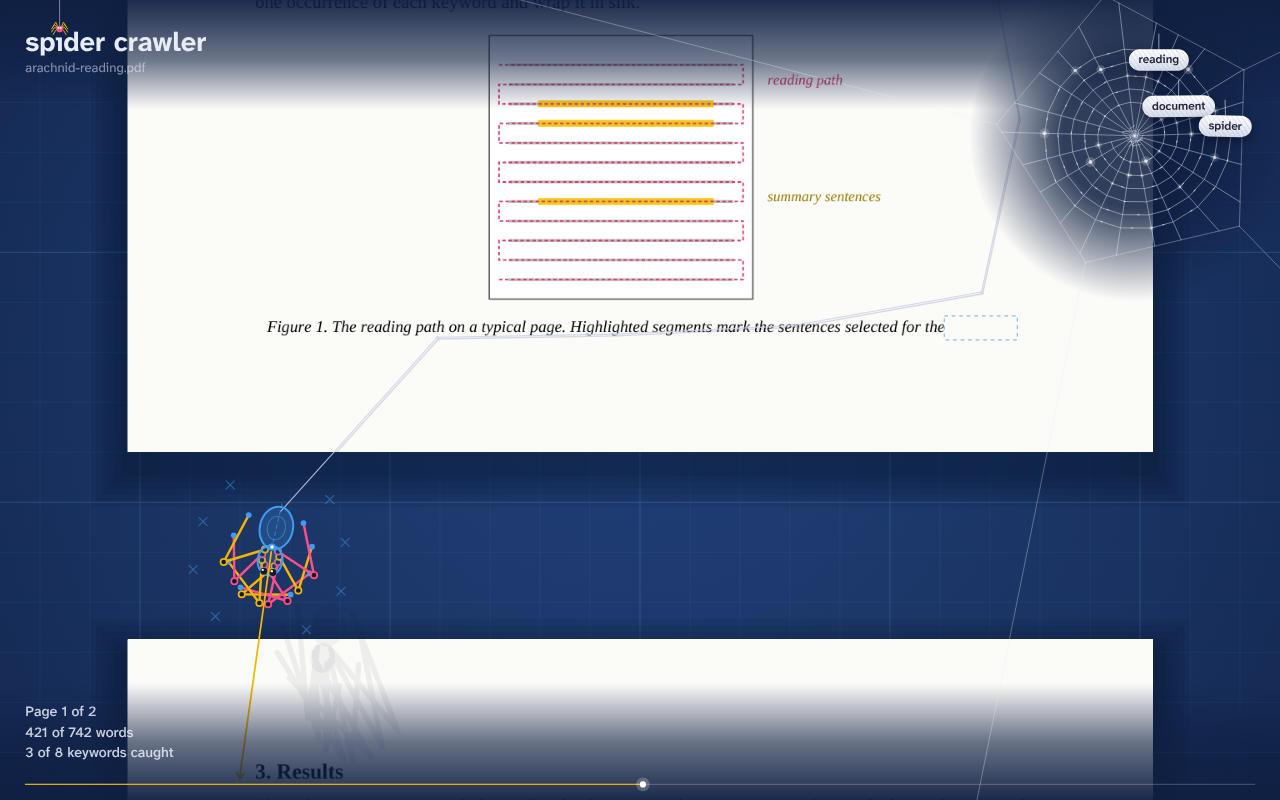 one occurrence of each keyword and wrap it in silk.
spider crawler
arachnid-reading.pdf
reading
document
spider
reading path
summary sentences
Figure 1. The reading path on a typical page. Highlighted segments mark the sentences selected for the
Page 1 of 2
421 of 742 words
3 of 8 keywords caught
3. Results